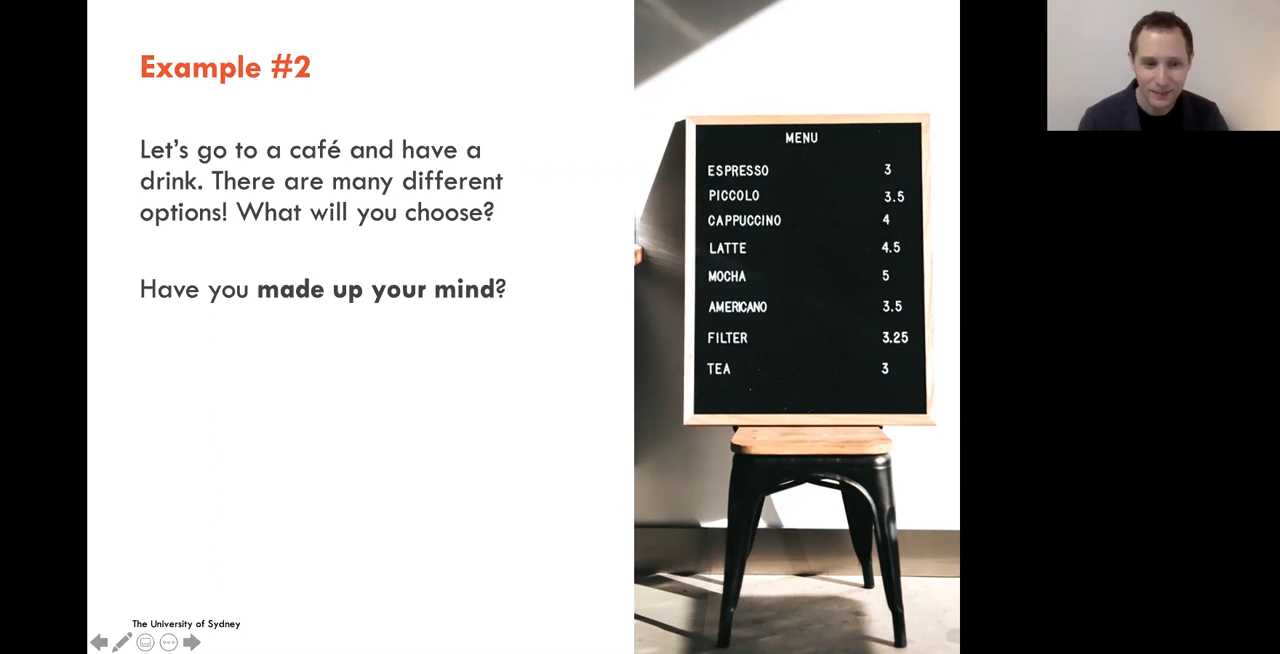 Example #2
Let's go to a café and have a
drink. There are many different
options! What will you choose?
Have you made up your mind?
The University of Sydney
MENU
ESPRESSO 3
PICCOLO 3.5
CAPPUCCINO 4
LATTE 4.5
MOCHA 5
AMERICANO 3.5
FILTER 3.25
TEA 3